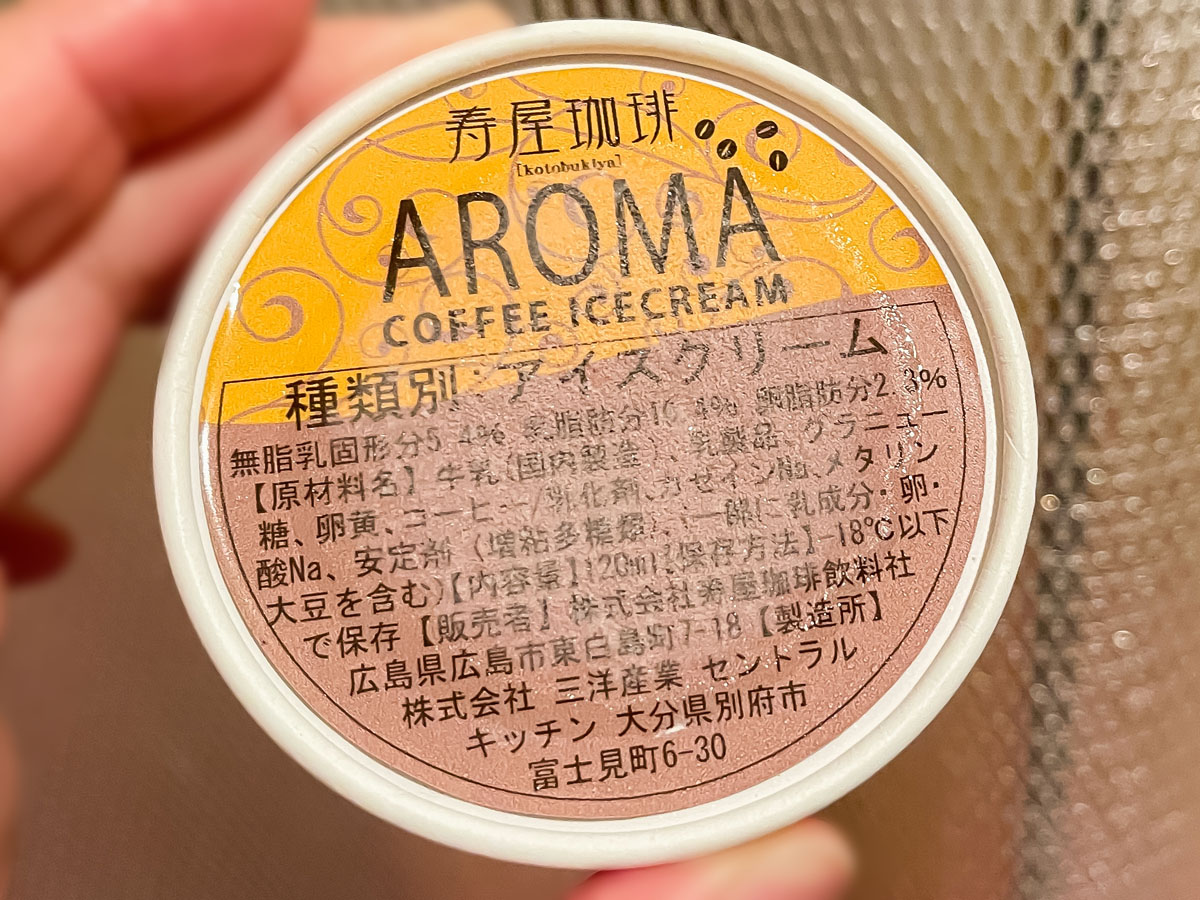 寿屋珈琲
[kotobukiya]
AROMA
COFFEE ICECREAM
種類別:アイスクリーム
無脂乳固形分5.4% 乳脂肪分 4% 卵脂肪分2.3%
【原材料名】牛乳(国内製造)、乳製品、グラニュー
糖、卵黄、コーヒー/乳化剤、カゼインNa、メタリン
酸Na、安定剤(増粘多糖類)、(一部に乳成分・卵・
大豆を含む)【内容量】120ml【保存方法】-18℃以下
で保存【販売者】株式会社寿屋珈琲飲料社
広島県広島市東白島町7-18【製造所】
株式会社 三洋産業 セントラル
キッチン 大分県別府市
富士見町6-30